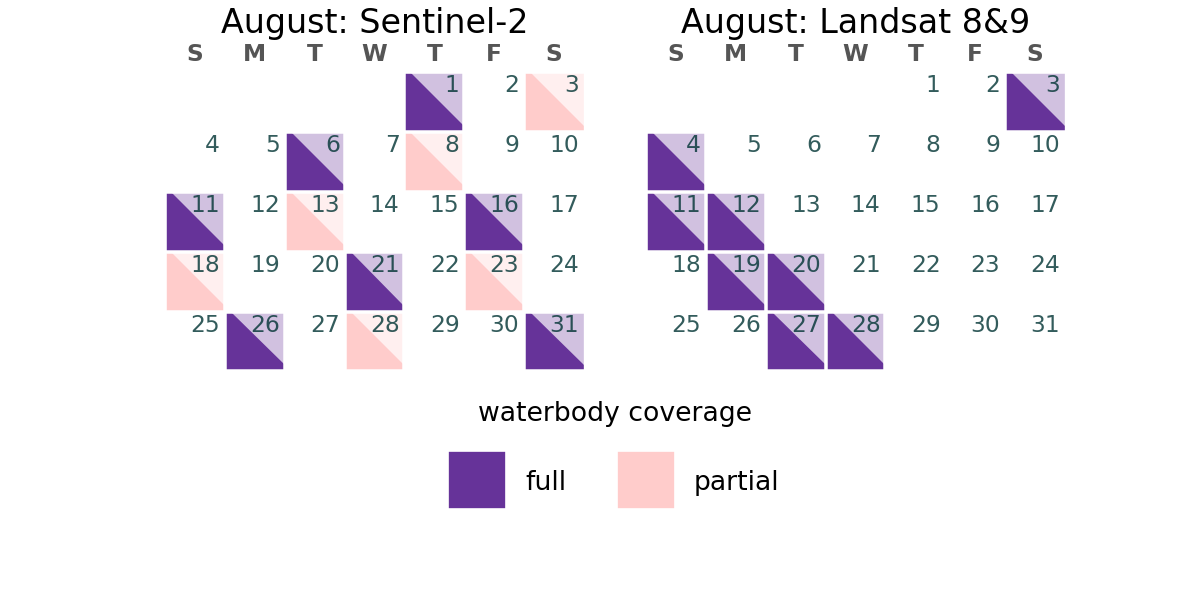 August: Sentinel-2
S M T W T F S
1 2 3
4 5 6 7 8 9 10
11 12 13 14 15 16 17
18 19 20 21 22 23 24
25 26 27 28 29 30 31
August: Landsat 8&9
S M T W T F S
1 2 3
4 5 6 7 8 9 10
11 12 13 14 15 16 17
18 19 20 21 22 23 24
25 26 27 28 29 30 31
waterbody coverage
full partial